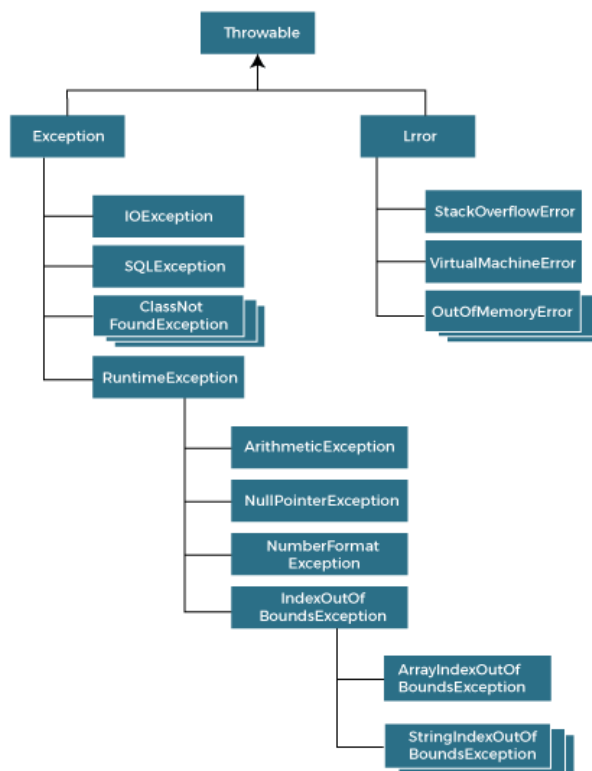 Throwable
Exception
Lrror
IOException
StackOverflowError
SQLException
VirtualMachineError
ClassNot
FoundException
OutOfMemoryError
RuntimeException
ArithmeticException
NullPointerException
NumberFormat
Exception
IndexOutOf
BoundsException
ArrayIndexOutOf
BoundsException
StringIndexOutOf
BoundsException